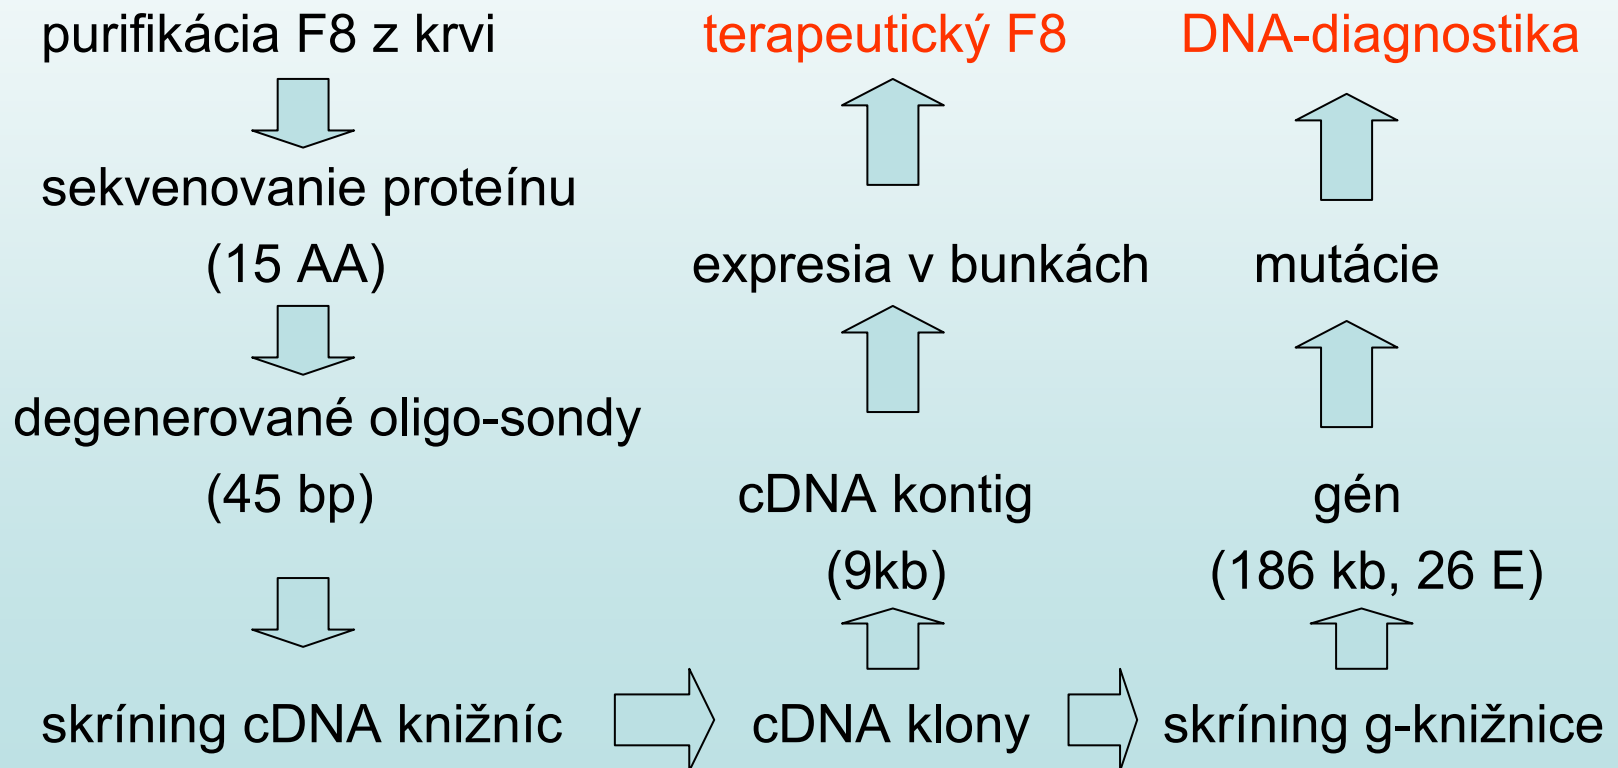 purifikácia F8 z krvi
sekvenovanie proteínu
(15 AA)
degenerované oligo-sondy
(45 bp)
skríning cDNA knižníc
terapeutický F8
expresia v bunkách
cDNA kontig
(9kb)
cDNA klony
DNA-diagnostika
mutácie
gén
(186 kb, 26 E)
skríning g-knižnice